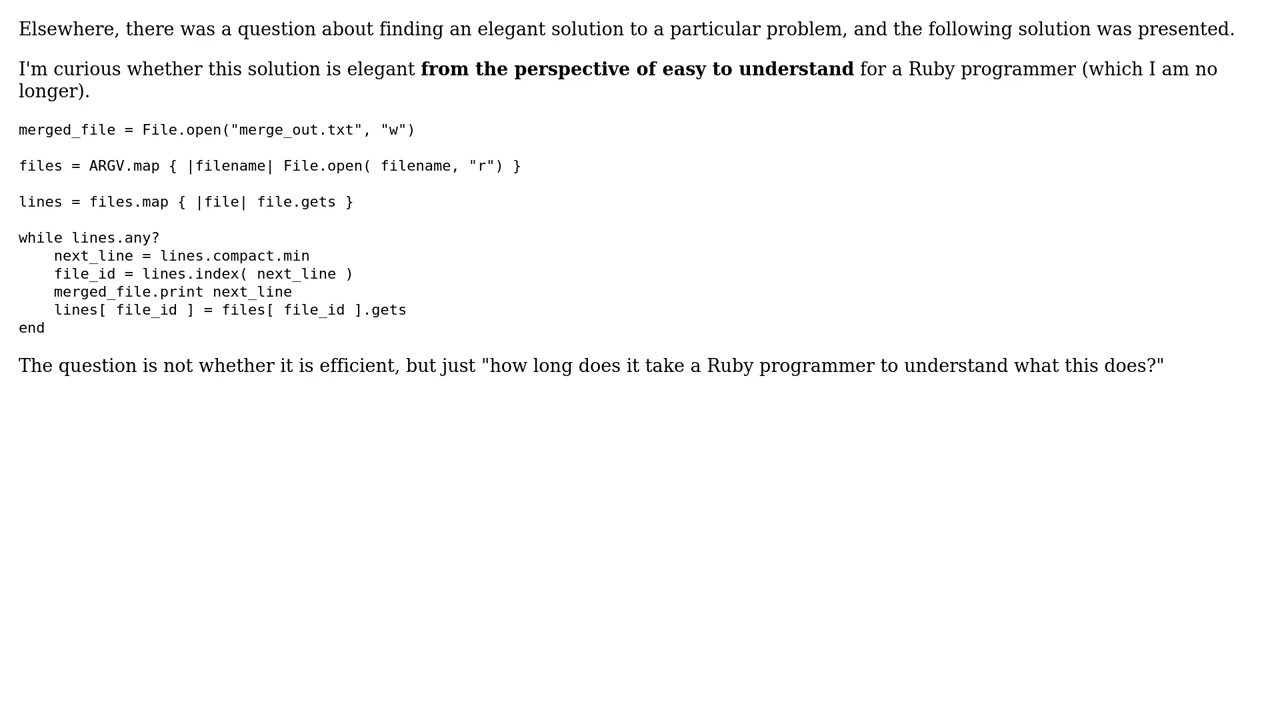 Elsewhere, there was a question about finding an elegant solution to a particular problem, and the following solution was presented.
I'm curious whether this solution is elegant from the perspective of easy to understand for a Ruby programmer (which I am no
longer).
merged_file = File.open("merge_out.txt", "w")
files = ARGV.map { |filename| File.open( filename, "r") }
lines = files.map { |file| file.gets }
while lines.any?
    next_line = lines.compact.min
    file_id = lines.index( next_line )
    merged_file.print next_line
    lines[ file_id ] = files[ file_id ].gets
end
The question is not whether it is efficient, but just "how long does it take a Ruby programmer to understand what this does?"